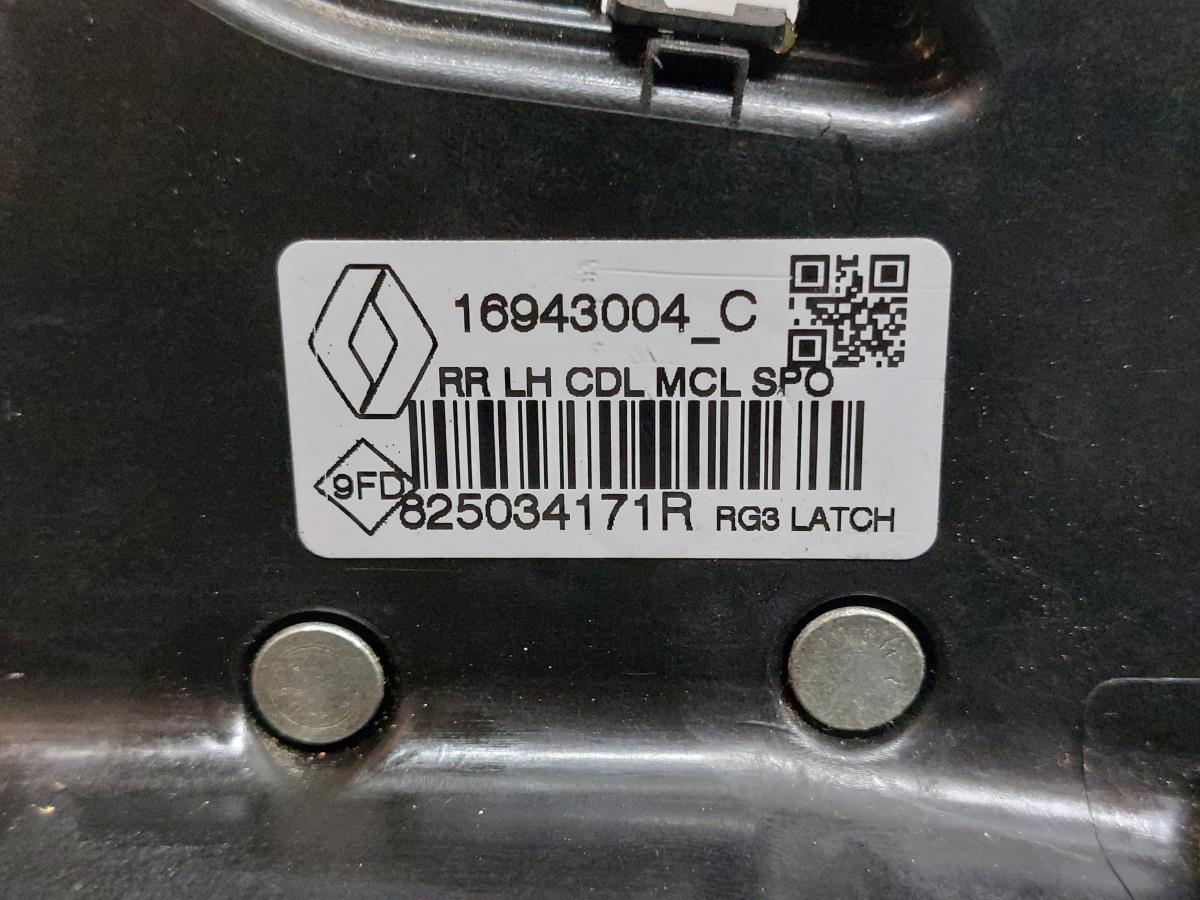 16943004_C
RR LH CDL MCL SPO
9FD
825034171R RG3 LATCH